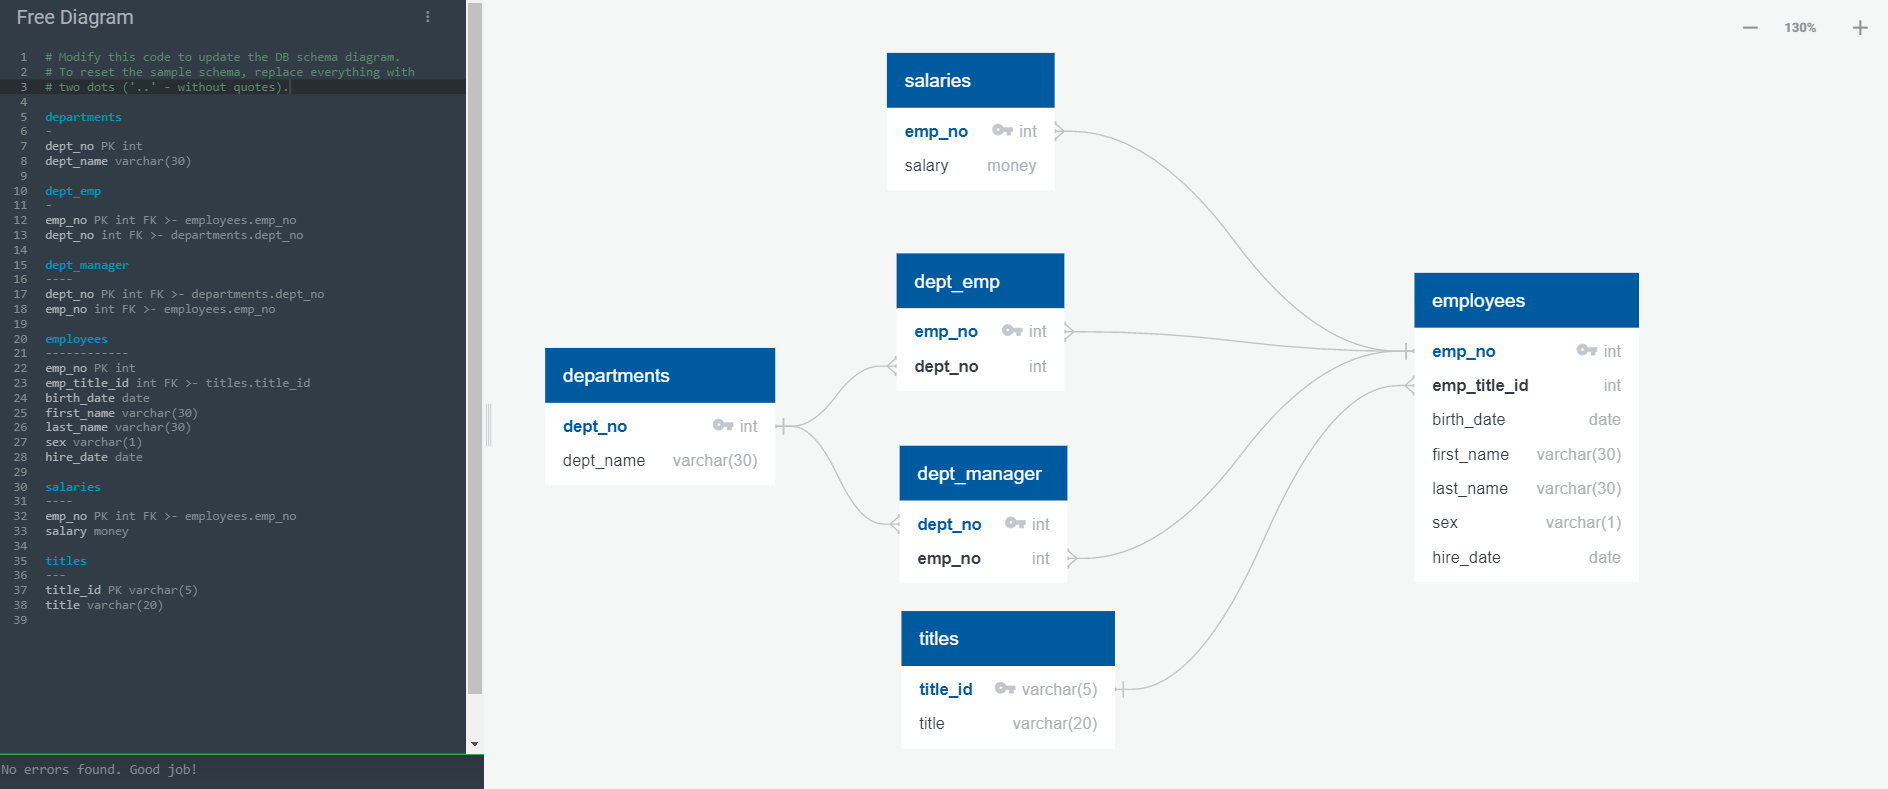 Free Diagram
1 # Modify this code to update the DB schema diagram.
2 # To reset the sample schema, replace everything with
3 # two dots ('..' - without quotes).
4
5 departments
6 -
7 dept_no PK int
8 dept_name varchar(30)
9
10 dept_emp
11 -
12 emp_no PK int FK >- employees.emp_no
13 dept_no int FK >- departments.dept_no
14
15 dept_manager
16 ----
17 dept_no PK int FK >- departments.dept_no
18 emp_no int FK >- employees.emp_no
19
20 employees
21 ------------
22 emp_no PK int
23 emp_title_id int FK >- titles.title_id
24 birth_date date
25 first_name varchar(30)
26 last_name varchar(30)
27 sex varchar(1)
28 hire_date date
29
30 salaries
31 ----
32 emp_no PK int FK >- employees.emp_no
33 salary money
34
35 titles
36 ---
37 title_id PK varchar(5)
38 title varchar(20)
39
No errors found. Good job!
130%
salaries
emp_no int
salary money
dept_emp
emp_no int
dept_no int
departments
dept_no int
dept_name varchar(30)
dept_manager
dept_no int
emp_no int
titles
title_id varchar(5)
title varchar(20)
employees
emp_no int
emp_title_id int
birth_date date
first_name varchar(30)
last_name varchar(30)
sex varchar(1)
hire_date date